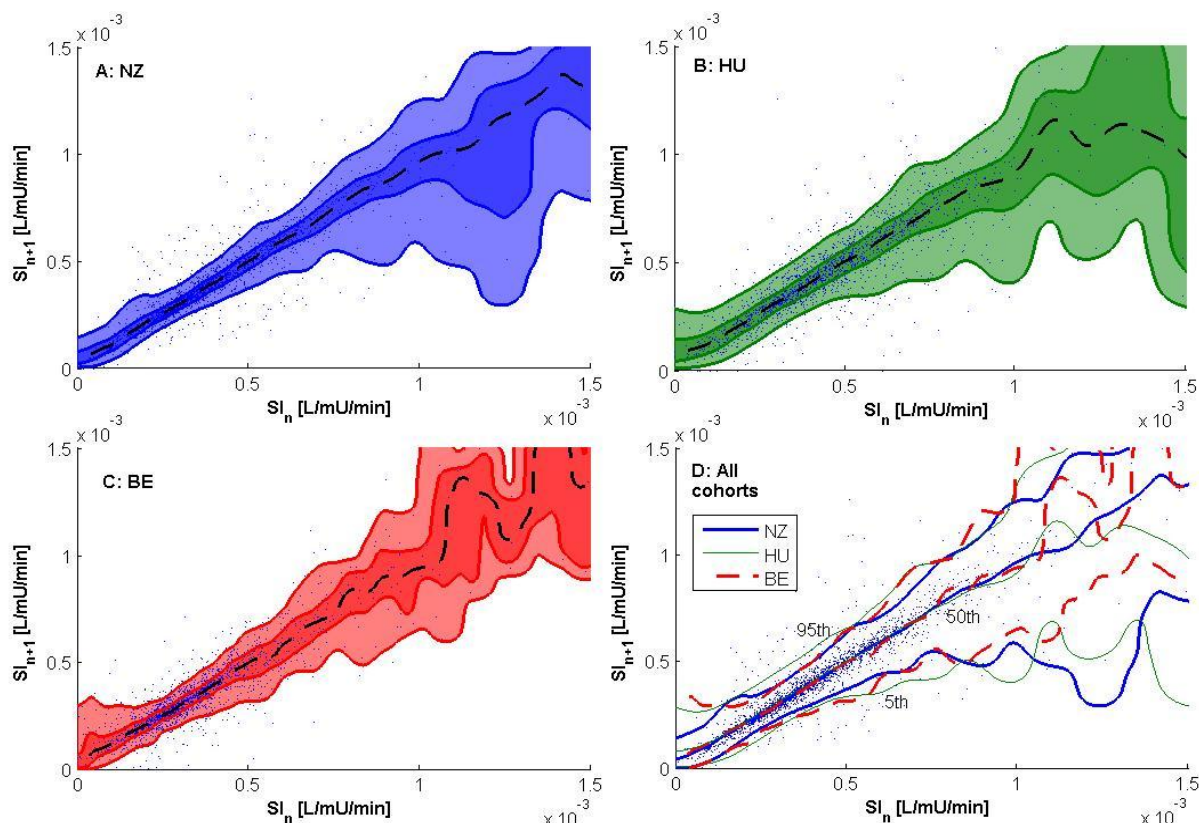 x 10⁻³
1.5
A: NZ
1
SIₙ₊₁ [L/mU/min]
0.5
0
0 0.5 1 1.5
SIₙ [L/mU/min]
x 10⁻³
x 10⁻³
1.5
B: HU
1
SIₙ₊₁ [L/mU/min]
0.5
0
0 0.5 1 1.5
SIₙ [L/mU/min]
x 10⁻³
x 10⁻³
1.5
C: BE
1
SIₙ₊₁ [L/mU/min]
0.5
0
0 0.5 1 1.5
SIₙ [L/mU/min]
x 10⁻³
x 10⁻³
1.5
D: All
cohorts
NZ
HU
BE
1
SIₙ₊₁ [L/mU/min]
95th
50th
0.5
5th
0
0 0.5 1 1.5
SIₙ [L/mU/min]
x 10⁻³